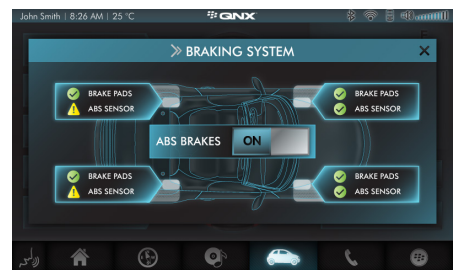 John Smith | 8:26 AM | 25 °C
QNX
BRAKING SYSTEM
BRAKE PADS
ABS SENSOR
BRAKE PADS
ABS SENSOR
ABS BRAKES ON
BRAKE PADS
ABS SENSOR
BRAKE PADS
ABS SENSOR